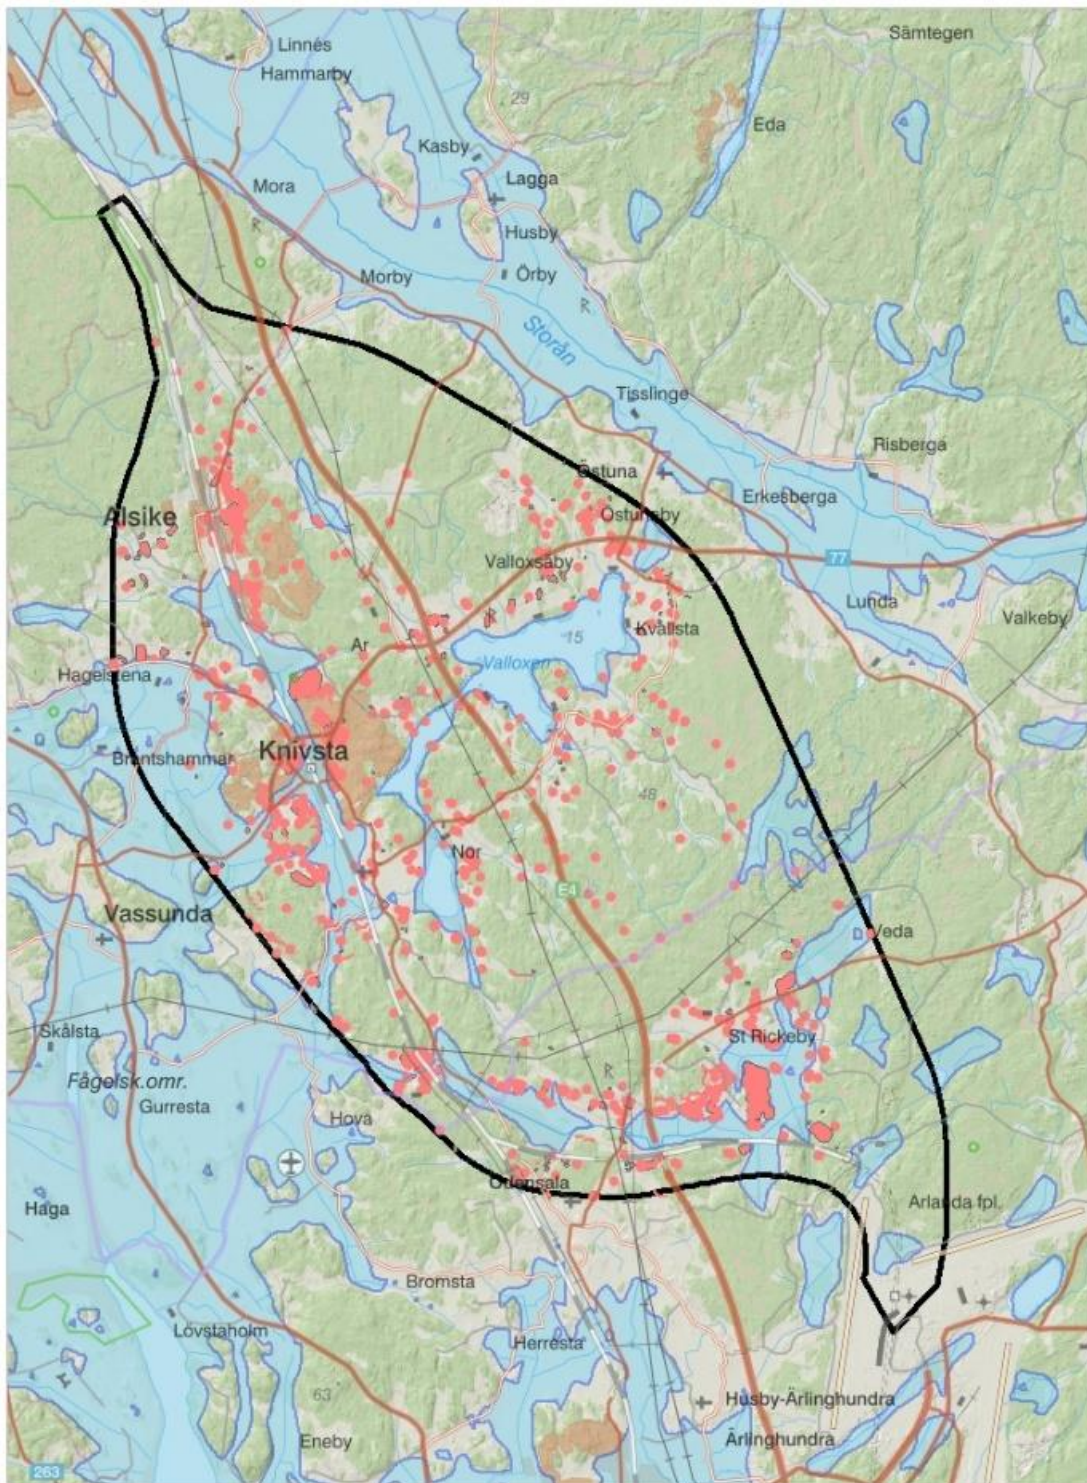 Sämtegen
Linnés
Hammarby
29
Eda
Kasby
Lagga
Mora
Husby
Morby
Örby
Storån
Tisslinge
Risberga
Östuna
Erkesberga
Östunaby
Alsike
Valloxsäby
77
Lunda
Valkeby
Ar
15
Kvallsta
Valloxen
Hagelstena
Knivsta
Brantshammar
48
Nor
E4
Vassunda
Veda
Skålsta
St Rickeby
Fågelsk.omr.
Gurresta
Hova
Odensala
Haga
Arlanda fpl.
Bromsta
Lövstaholm
Herresta
63
Husby-Ärlinghundra
Eneby
Ärlinghundra
263